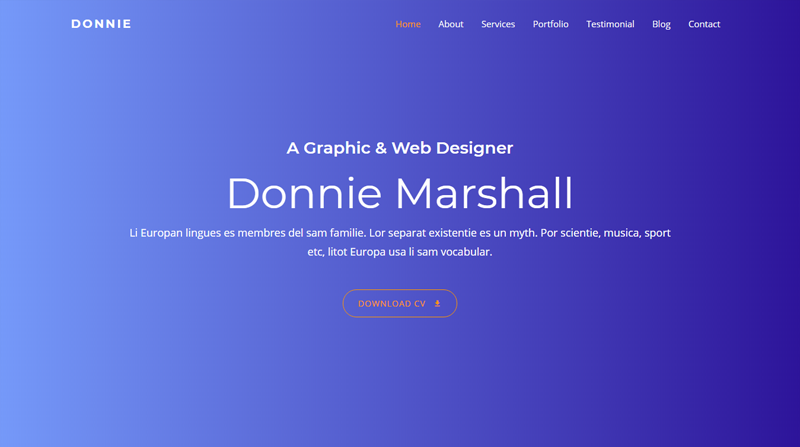 DONNIE
Home About Services Portfolio Testimonial Blog Contact
A Graphic & Web Designer
Donnie Marshall
Li Europan lingues es membres del sam familie. Lor separat existentie es un myth. Por scientie, musica, sport
etc, litot Europa usa li sam vocabular.
DOWNLOAD CV